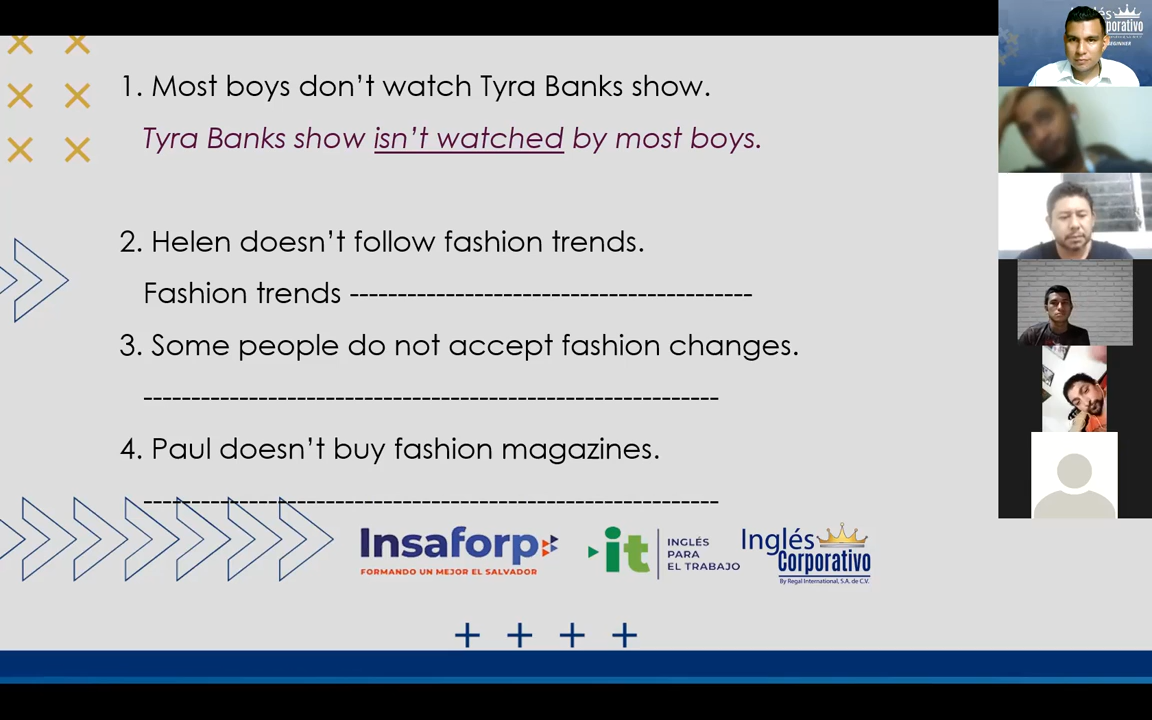 1. Most boys don't watch Tyra Banks show.
Tyra Banks show isn't watched by most boys.
2. Helen doesn't follow fashion trends.
Fashion trends ------------------------------------------
3. Some people do not accept fashion changes.
------------------------------------------------------------
4. Paul doesn't buy fashion magazines.
------------------------------------------------------------
Insaforp
FORMANDO UN MEJOR EL SALVADOR
it
INGLÉS
PARA
EL TRABAJO
Inglés
Corporativo
By Regal International, S.A. de C.V.